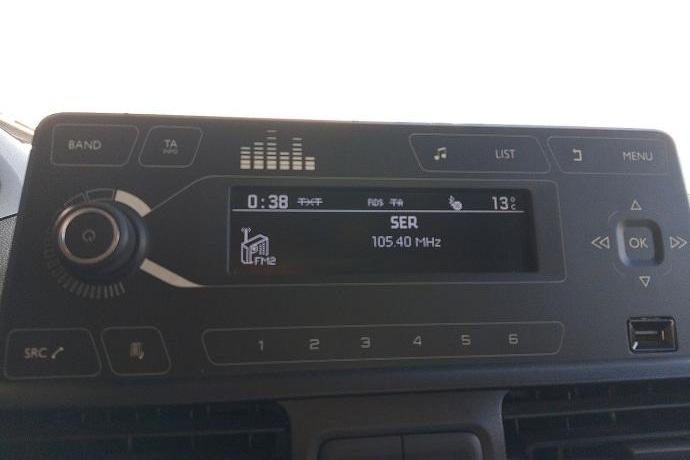 BAND TA INFO LIST MENU
0:38 TXT RDS TA 13°C
SER
105.40 MHz
FM2
OK
SRC 1 2 3 4 5 6